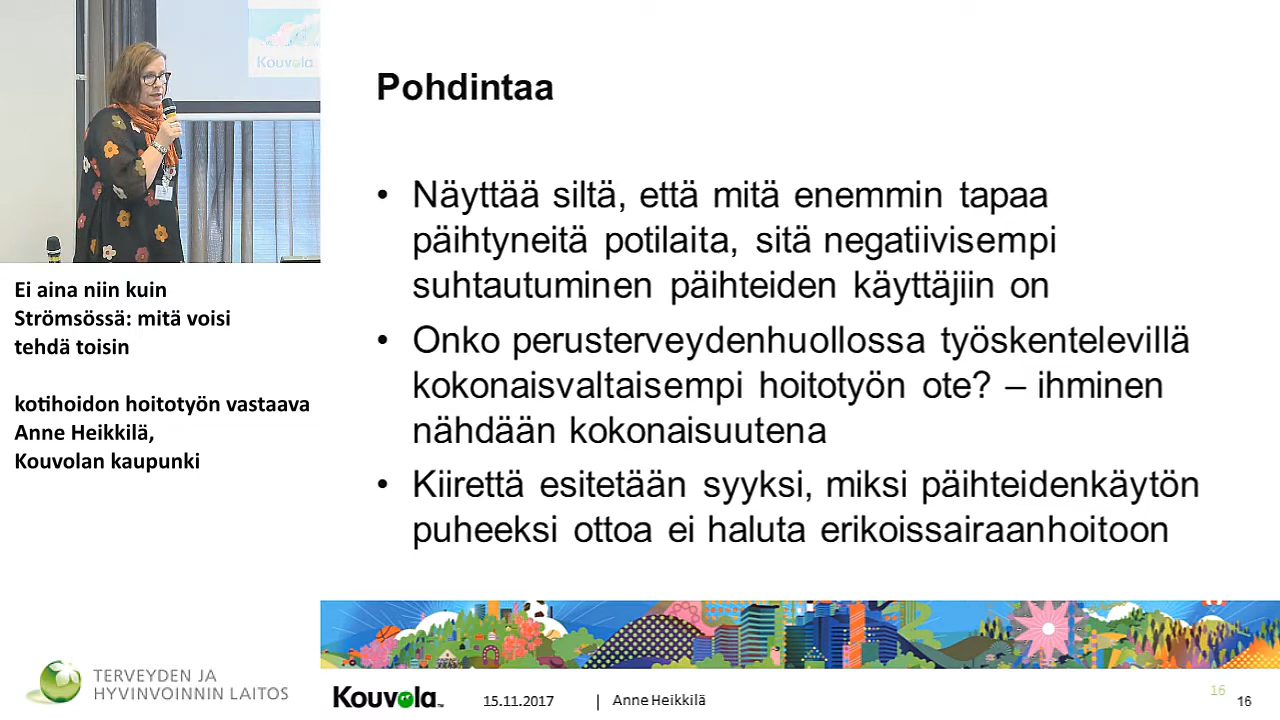 Kouvola
Ei aina niin kuin
Strömsössä: mitä voisi
tehdä toisin
kotihoidon hoitotyön vastaava
Anne Heikkilä,
Kouvolan kaupunki
TERVEYDEN JA
HYVINVOINNIN LAITOS
Pohdintaa
• Näyttää siltä, että mitä enemmin tapaa
päihtyneitä potilaita, sitä negatiivisempi
suhtautuminen päihteiden käyttäjiin on
• Onko perusterveydenhuollossa työskentelevillä
kokonaisvaltaisempi hoitotyön ote? – ihminen
nähdään kokonaisuutena
• Kiirettä esitetään syyksi, miksi päihteidenkäytön
puheeksi ottoa ei haluta erikoissairaanhoitoon
Kouvola™
15.11.2017 | Anne Heikkilä
16
16